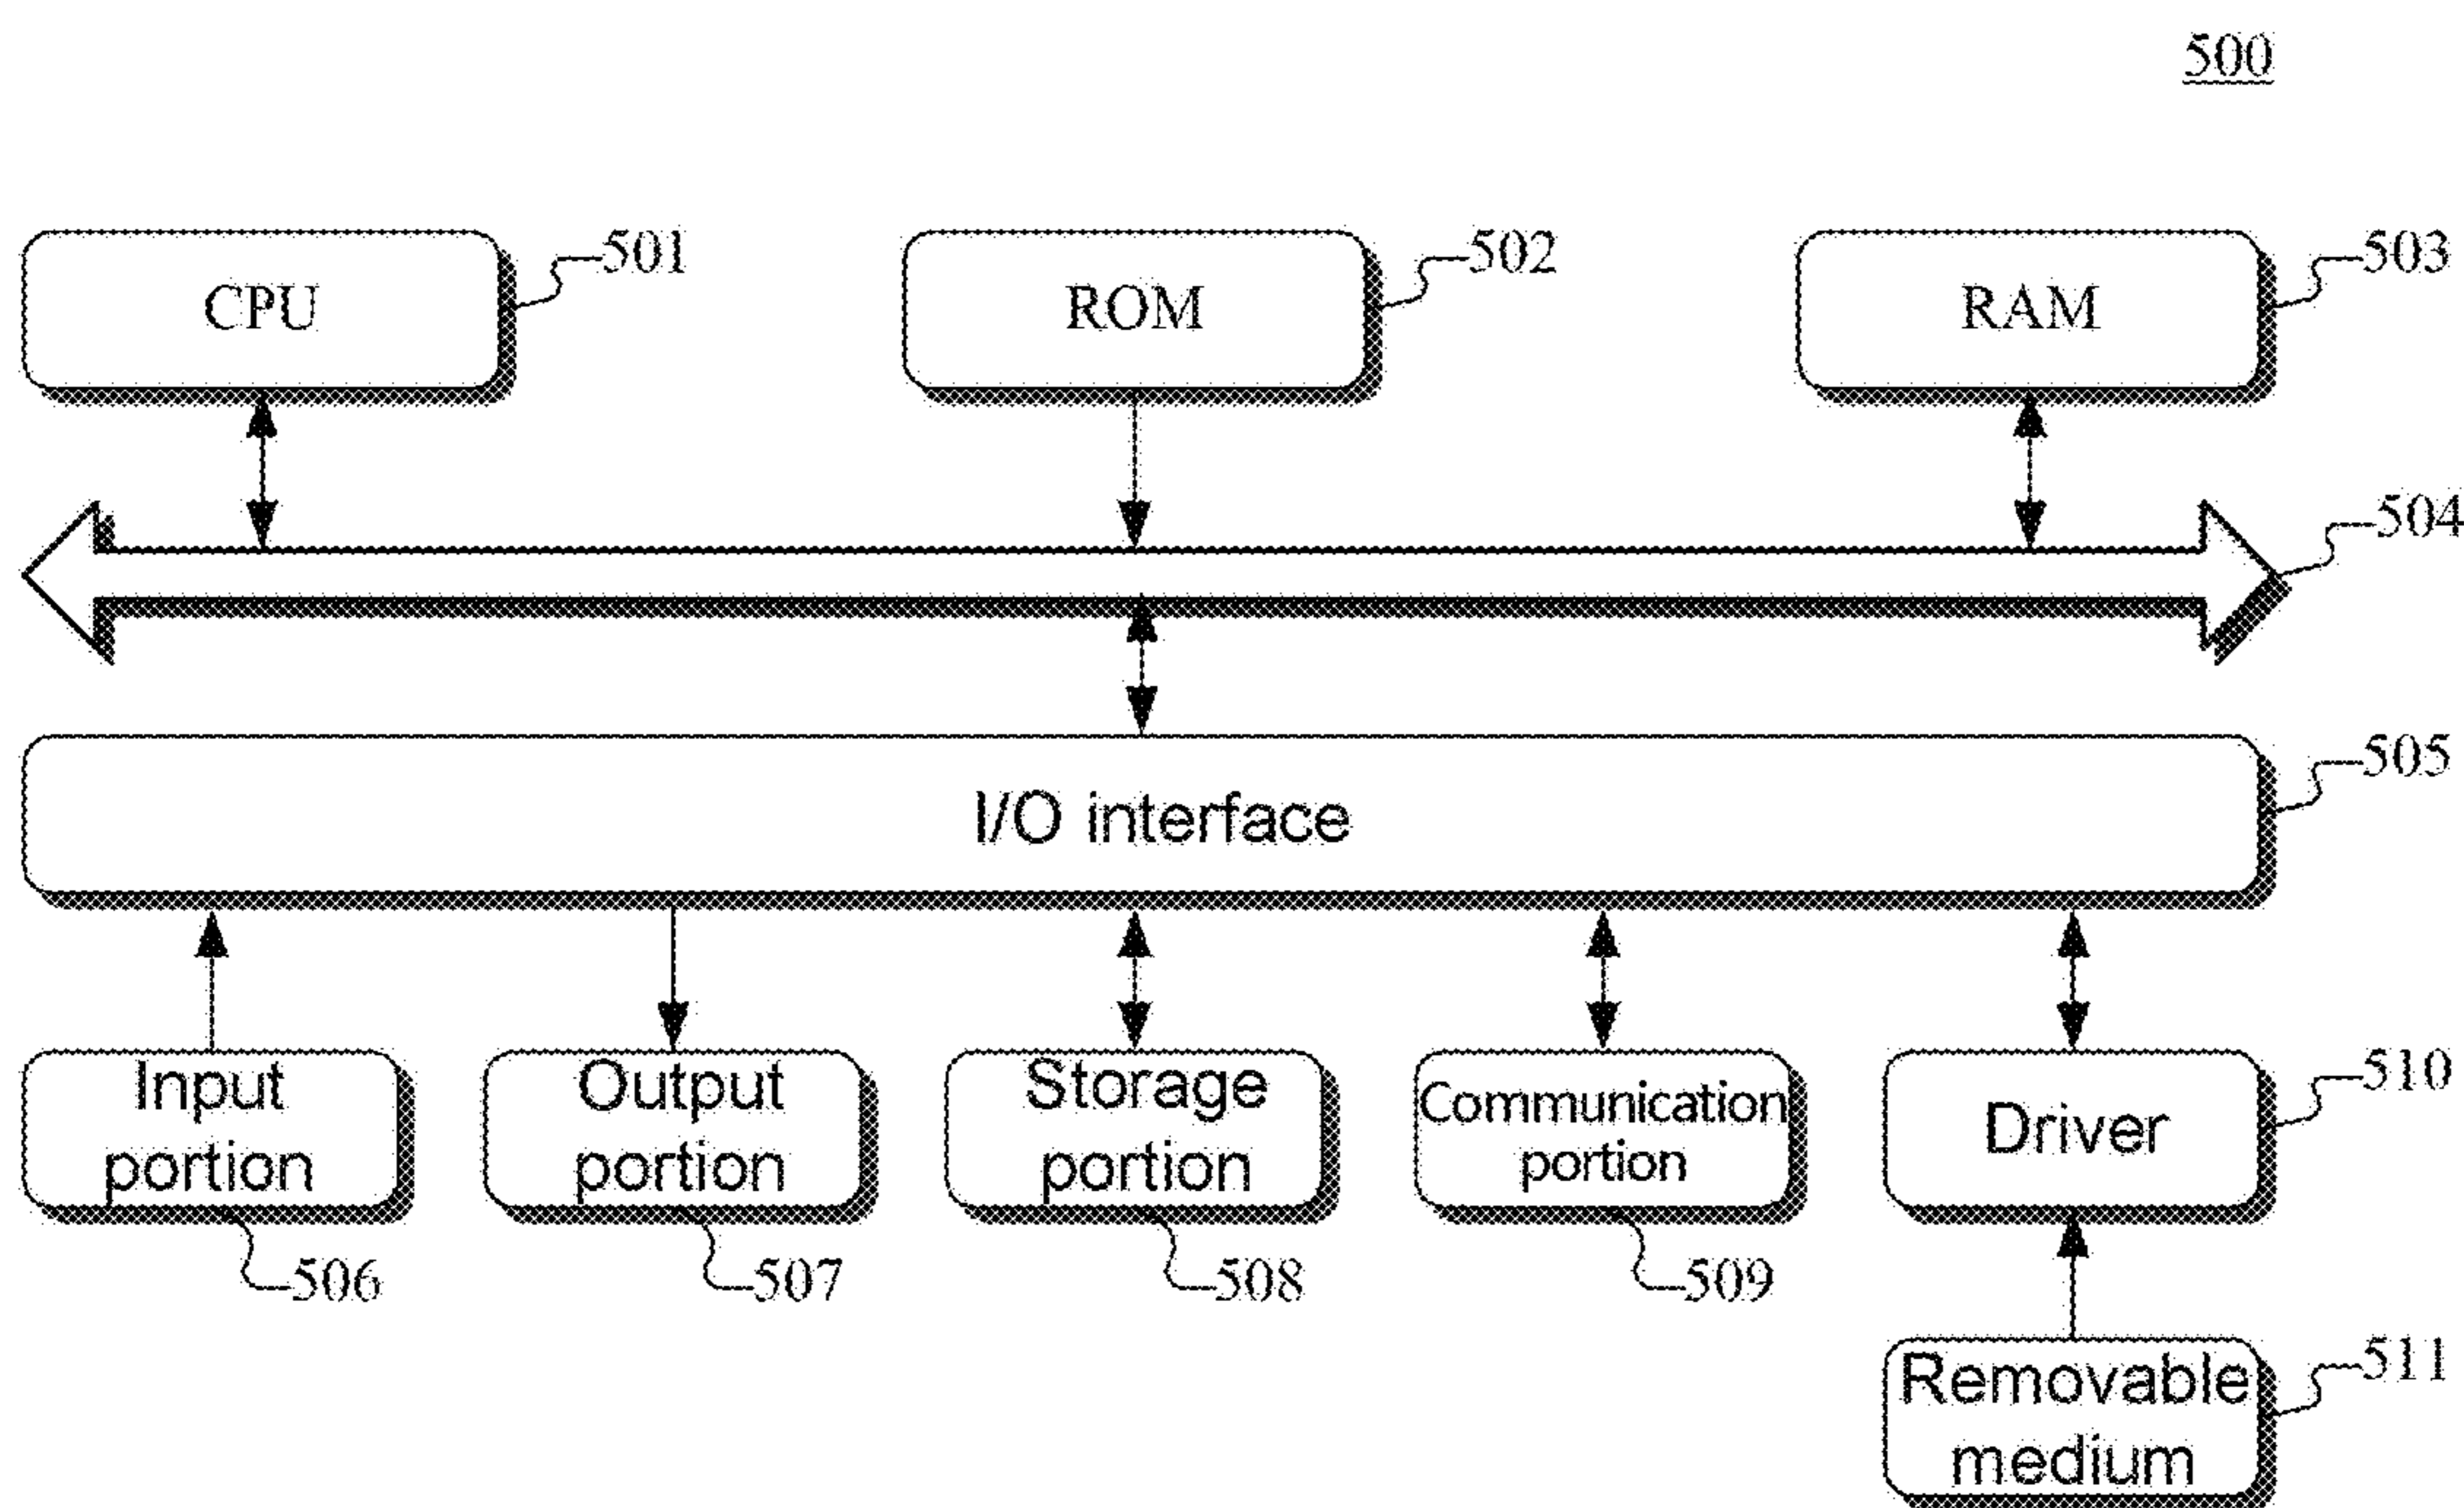 500
CPU
501
ROM
502
RAM
503
504
I/O interface
505
Input
portion
506
Output
portion
507
Storage
portion
508
Communication
portion
509
Driver
510
Removable
medium
511